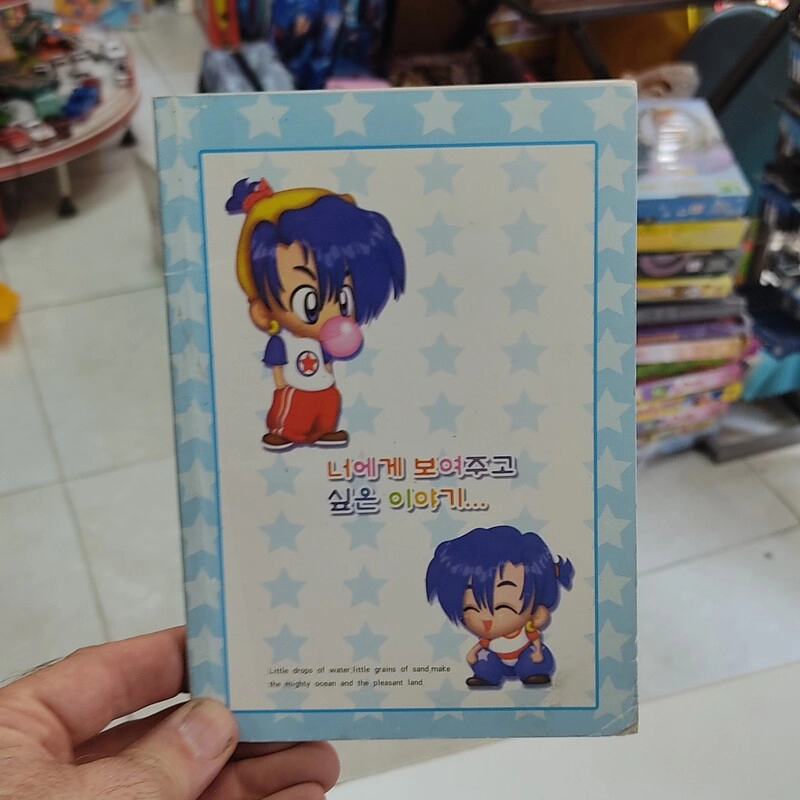 너에게 보여주고
싶은 이야기...
Little drops of water,little grains of sand,make
the mighty ocean and the pleasant land